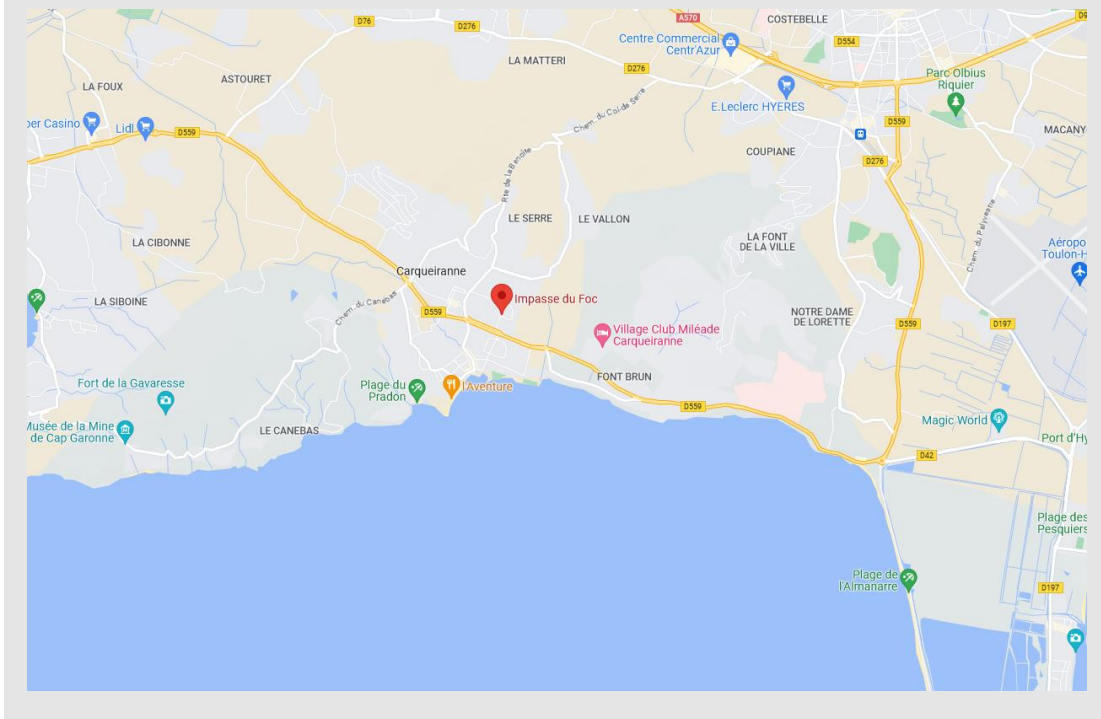 A570
COSTEBELLE
D9
D76
D276
Centre Commercial
Centr'Azur
D554
LA MATTERI
D276
Parc Olbius
Riquier
ASTOURET
LA FOUX
E.Leclerc HYERES
per Casino
Lidl
D559
Chem. du Col de Serre
D559
MACANY
COUPIANE
D276
Rte de La Benoîte
LE SERRE
LE VALLON
Chem. du Palyvestre
LA CIBONNE
LA FONT
DE LA VILLE
Aéropo
Toulon-H
Carqueiranne
Chem. du Canebas
LA SIBOINE
Impasse du Foc
D559
NOTRE DAME
DE LORETTE
D559
D197
Village Club Miléade
Carqueiranne
Fort de la Gavaresse
Plage du
Pradon
l'Aventure
FONT BRUN
D559
Musée de la Mine
de Cap Garonne
LE CANEBAS
Magic World
Port d'Hy
D42
Plage des
Pesquiers
Plage de
l'Almanarre
D197